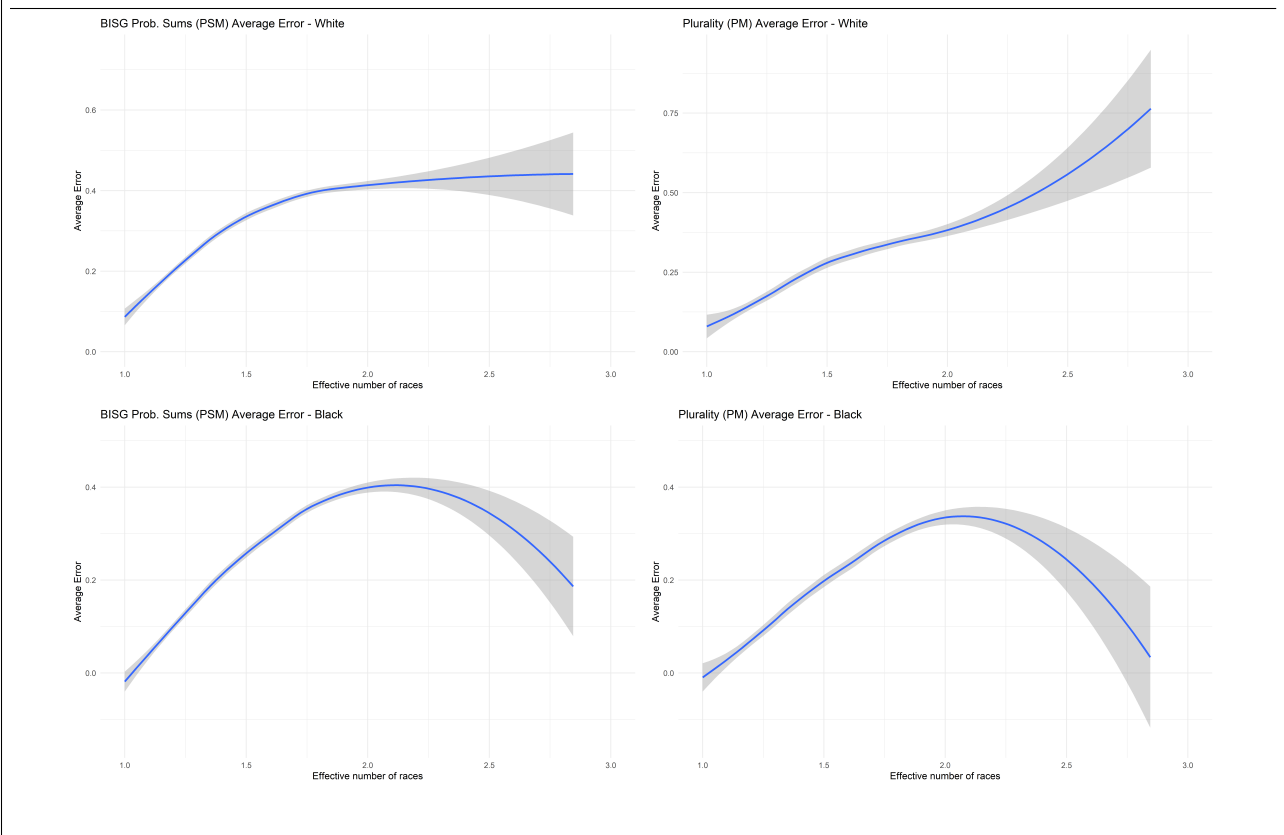 BISG Prob. Sums (PSM) Average Error - White
Average Error
0.6
0.4
0.2
0.0
1.0 1.5 2.0 2.5 3.0
Effective number of races
Plurality (PM) Average Error - White
Average Error
0.75
0.50
0.25
0.00
1.0 1.5 2.0 2.5 3.0
Effective number of races
BISG Prob. Sums (PSM) Average Error - Black
Average Error
0.4
0.2
0.0
1.0 1.5 2.0 2.5 3.0
Effective number of races
Plurality (PM) Average Error - Black
Average Error
0.4
0.2
0.0
1.0 1.5 2.0 2.5 3.0
Effective number of races